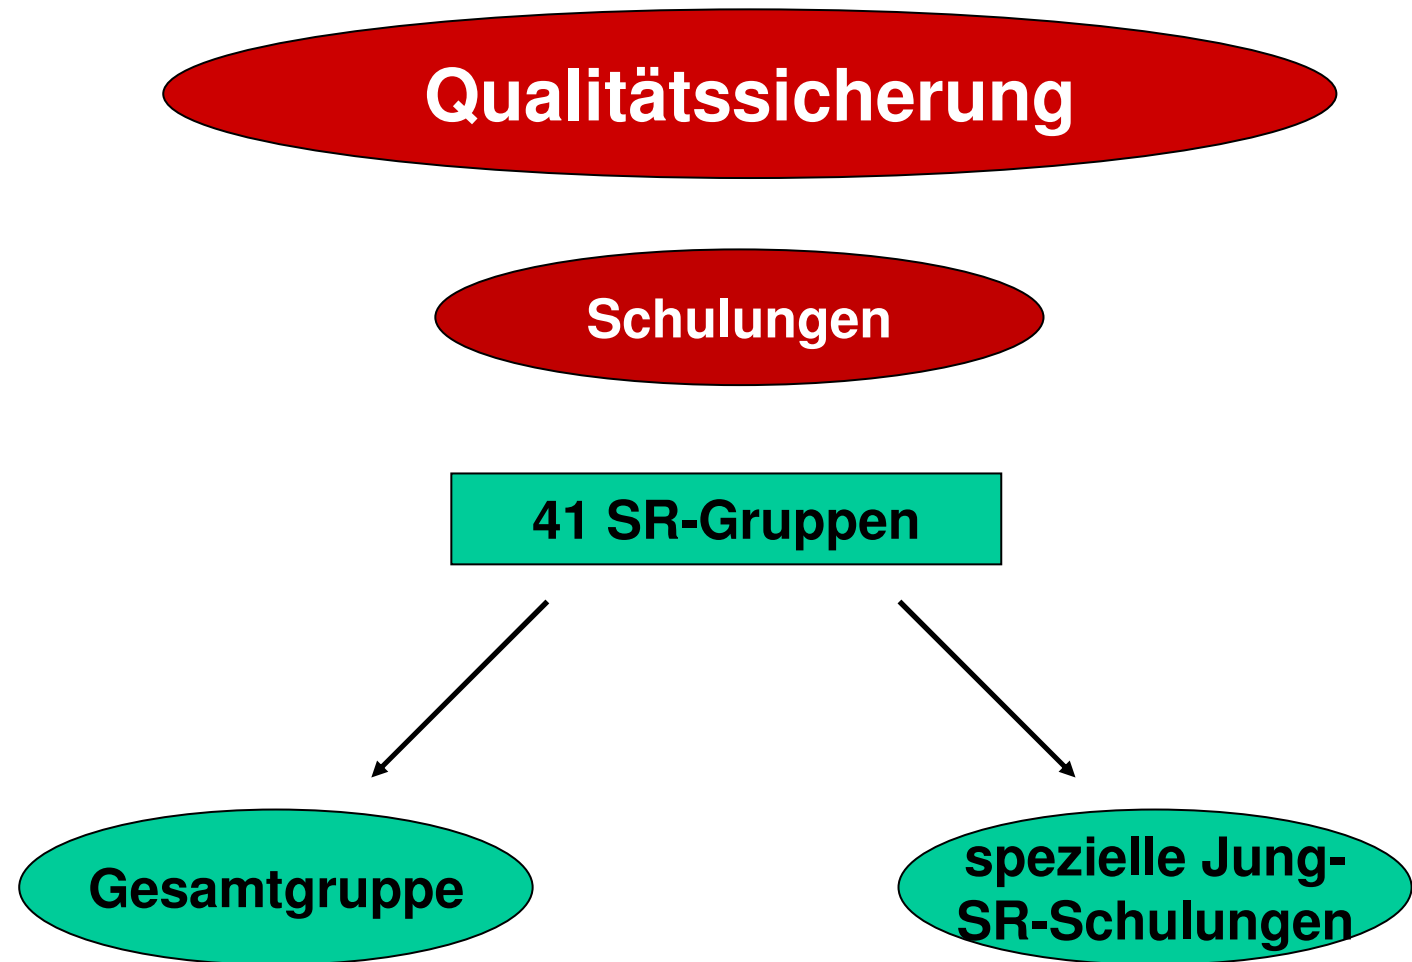 Qualitätssicherung
Schulungen
41 SR-Gruppen
Gesamtgruppe
spezielle Jung-
SR-Schulungen